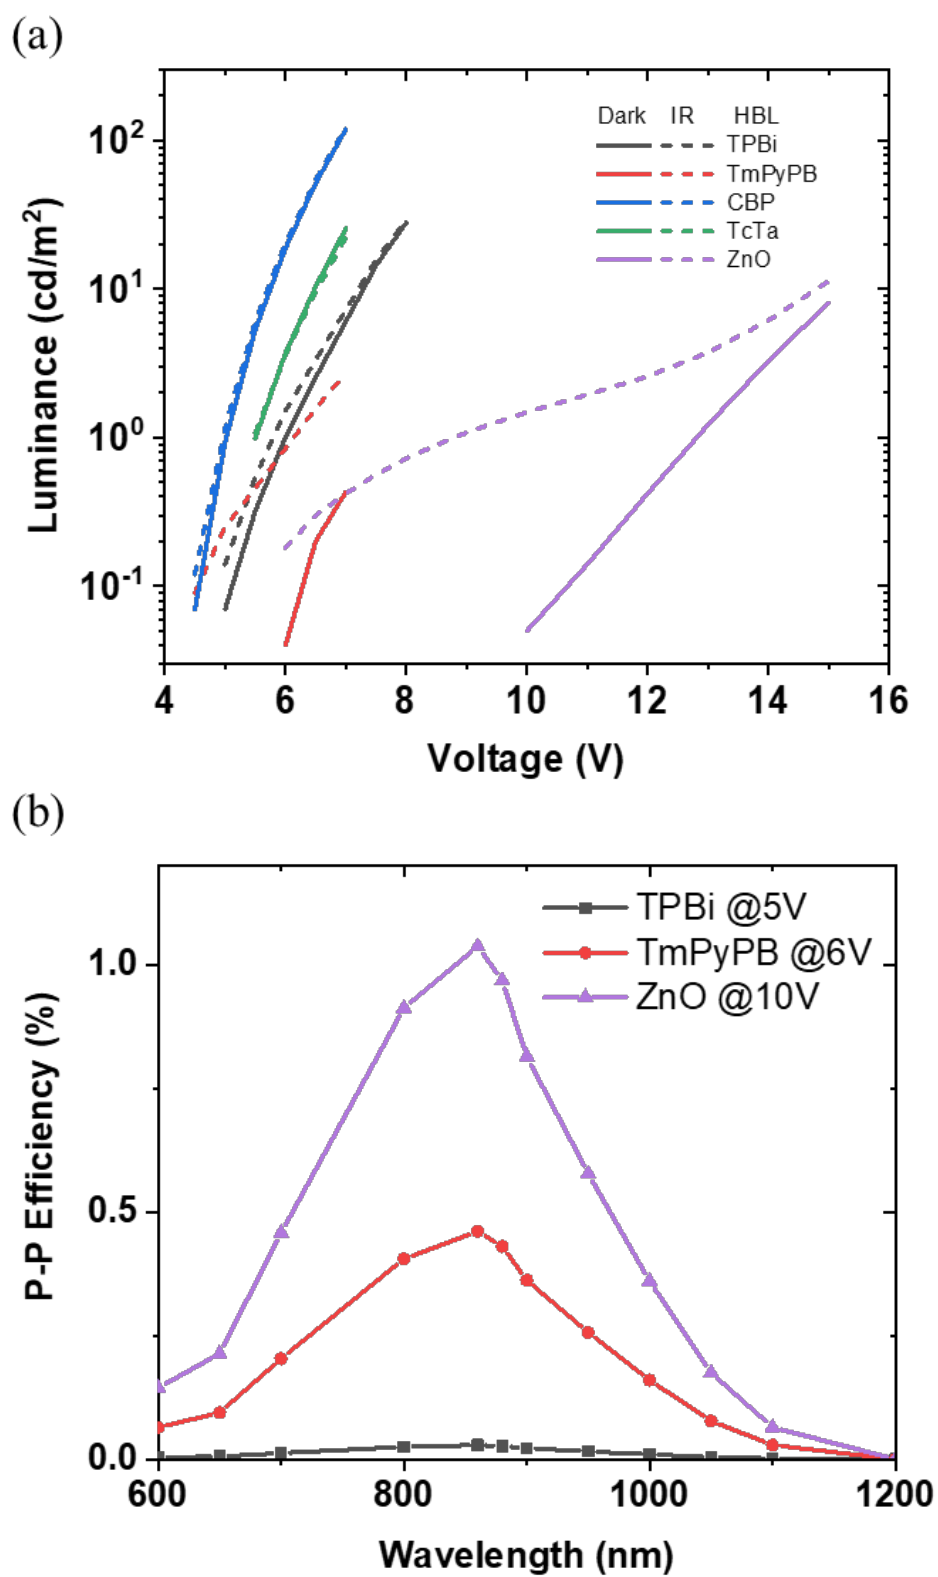 (a)
Luminance (cd/m²)
10²
10¹
10⁰
10⁻¹
Dark IR HBL
TPBi
TmPyPB
CBP
TcTa
ZnO
4 6 8 10 12 14 16
Voltage (V)
(b)
P-P Efficiency (%)
1.0
0.5
0.0
TPBi @5V
TmPyPB @6V
ZnO @10V
600 800 1000 1200
Wavelength (nm)